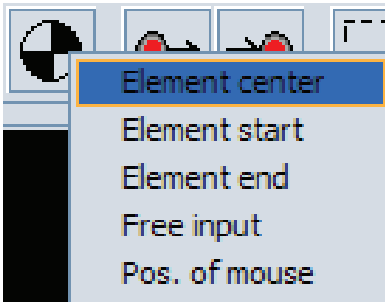 Element center
Element start
Element end
Free input
Pos. of mouse